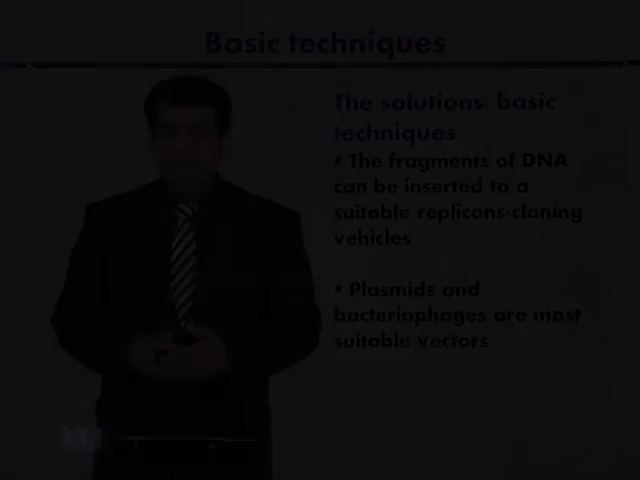 Basic techniques
The solutions: basic
techniques
• The fragments of DNA
can be inserted to a
suitable replicons-cloning
vehicles
• Plasmids and
bacteriophages are most
suitable vectors